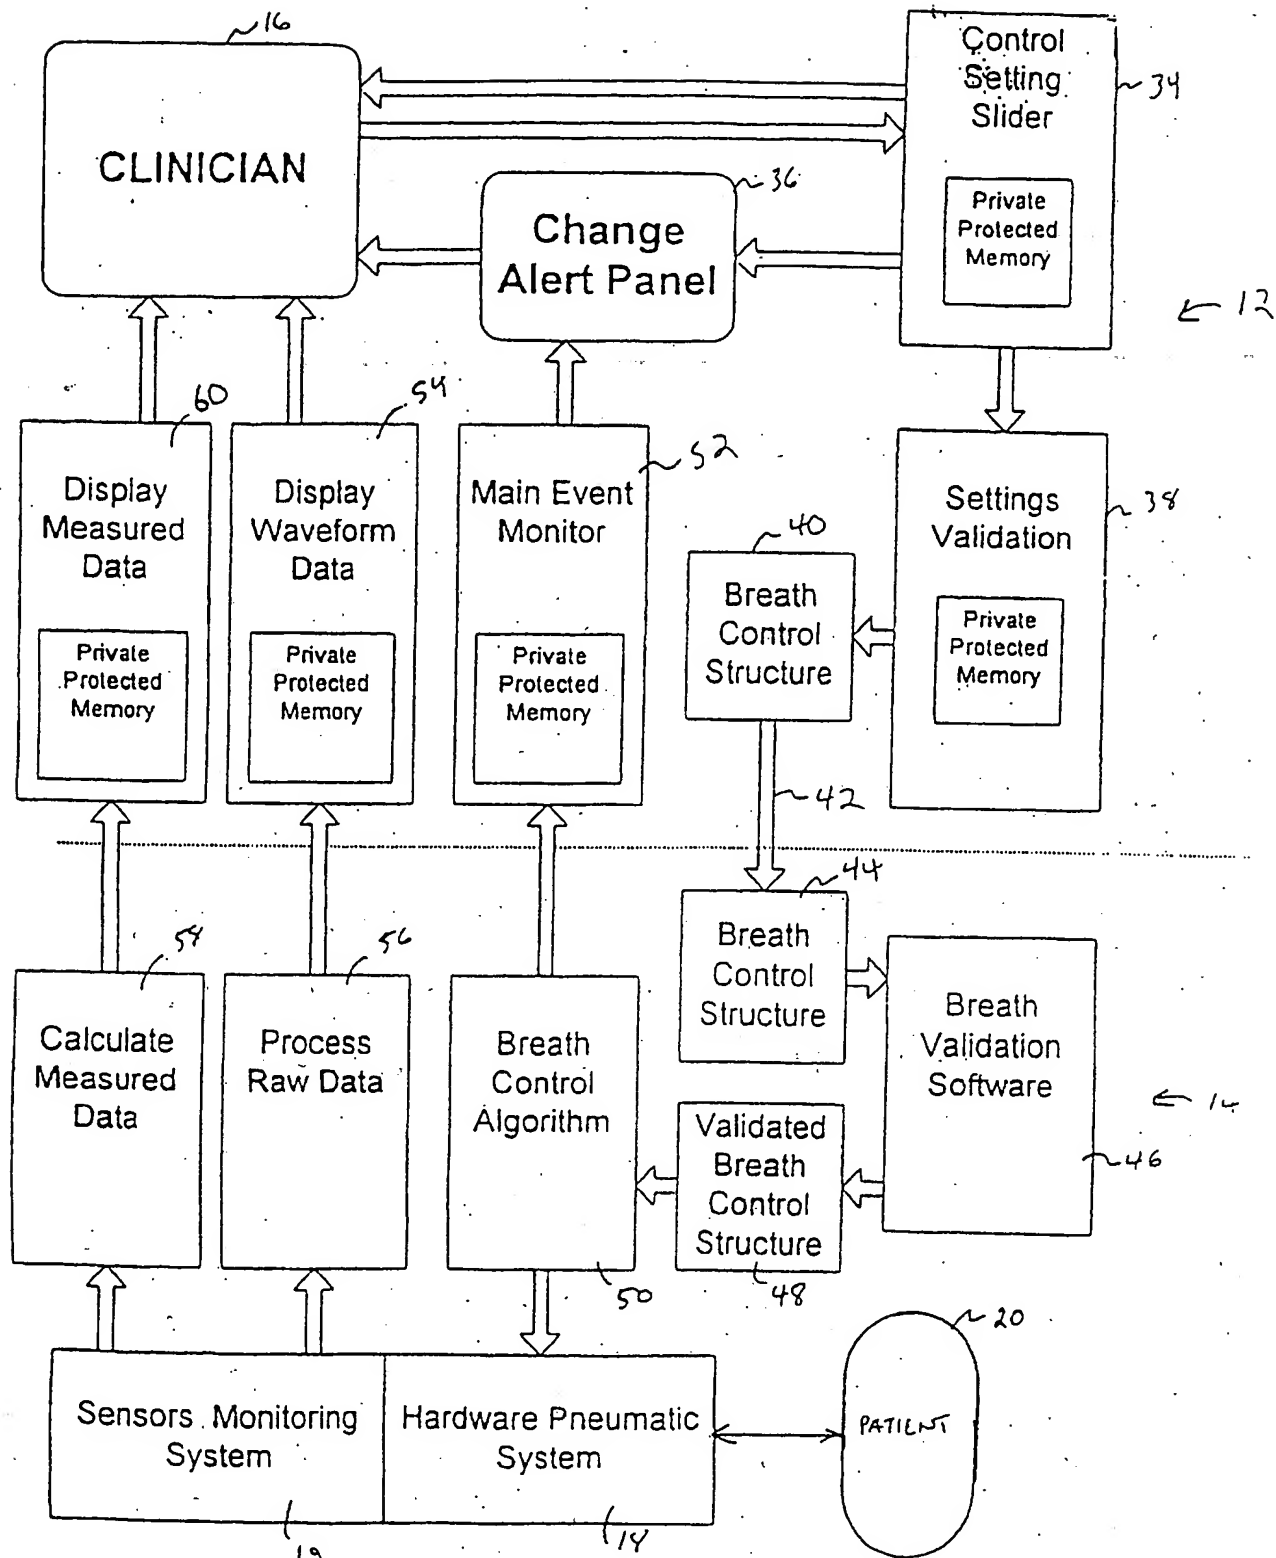 16
CLINICIAN
Control
Setting
Slider
34
Private
Protected
Memory
36
Change
Alert Panel
12
60
Display
Measured
Data
Private
Protected
Memory
54
Display
Waveform
Data
Private
Protected
Memory
52
Main Event
Monitor
Private
Protected
Memory
40
Breath
Control
Structure
38
Settings
Validation
Private
Protected
Memory
42
44
Breath
Control
Structure
54
Calculate
Measured
Data
56
Process
Raw Data
Breath
Control
Algorithm
50
Breath
Validation
Software
46
14
Validated
Breath
Control
Structure
48
Sensors Monitoring
System
19
Hardware Pneumatic
System
18
20
PATIENT